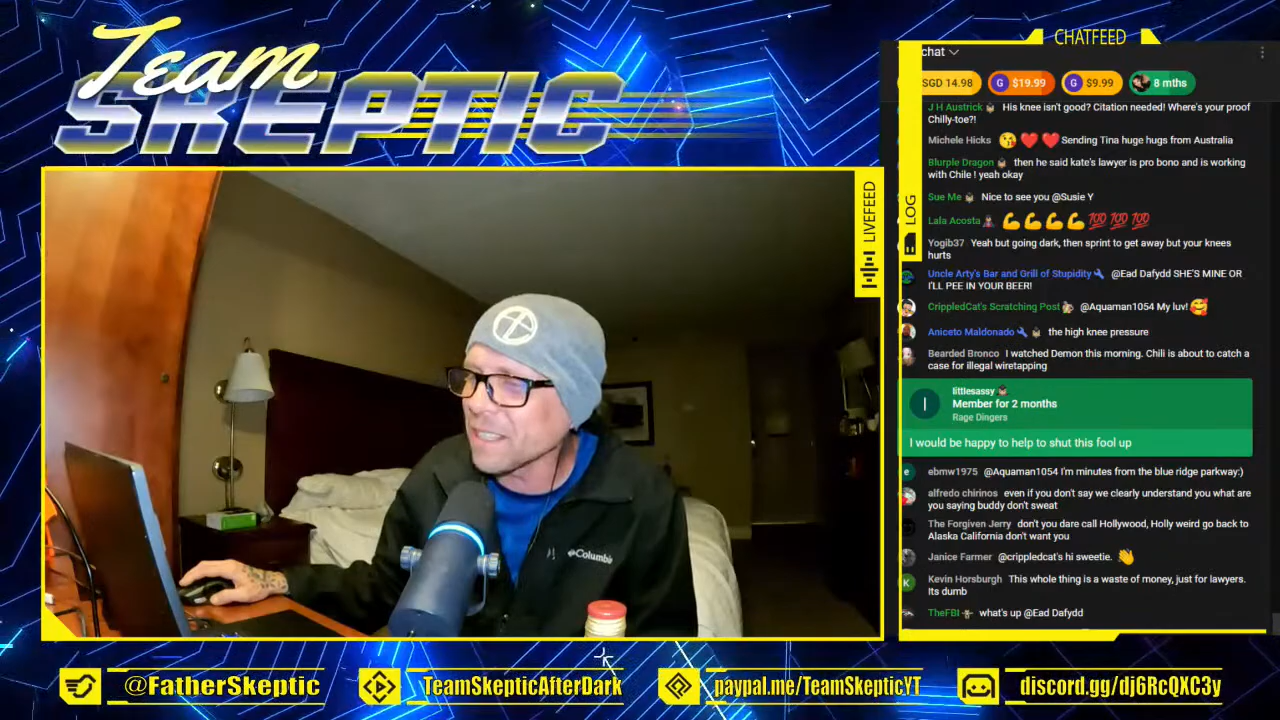 Team
SKEPTIC
CHATFEED
chat
SGD 14.98
G $19.99
G $9.99
8 mths
LIVEFEED
LOG
J H Austrick His knee isn't good? Citation needed! Where's your proof
Chilly-toe?!
Michele Hicks Sending Tina huge hugs from Australia
Blurple Dragon then he said kate's lawyer is pro bono and is working
with Chile ! yeah okay
Sue Me Nice to see you @Susie Y
Lala Acosta 💪💪💪💪💯💯💯
Yogib37 Yeah but going dark, then sprint to get away but your knees
hurts
Uncle Arty's Bar and Grill of Stupidity @Ead Dafydd SHE'S MINE OR
I'LL PEE IN YOUR BEER!
CrippledCat's Scratching Post @Aquaman1054 My luv!
Aniceto Maldonado the high knee pressure
Bearded Bronco I watched Demon this morning. Chili is about to catch a
case for illegal wiretapping
l
littlesassy
Member for 2 months
Rage Dingers
I would be happy to help to shut this fool up
e ebmw1975 @Aquaman1054 I'm minutes from the blue ridge parkway:)
alfredo chirinos even if you don't say we clearly understand you what are
you saying buddy don't sweat
The Forgiven Jerry don't you dare call Hollywood, Holly weird go back to
Alaska California don't want you
Janice Farmer @crippledcat's hi sweetie. 👋
K Kevin Horsburgh This whole thing is a waste of money, just for lawyers.
Its dumb
TheFBI what's up @Ead Dafydd
Columbia
@FatherSkeptic
TeamSkepticAfterDark
paypal.me/TeamSkepticYT
discord.gg/dj6RcQXC3y